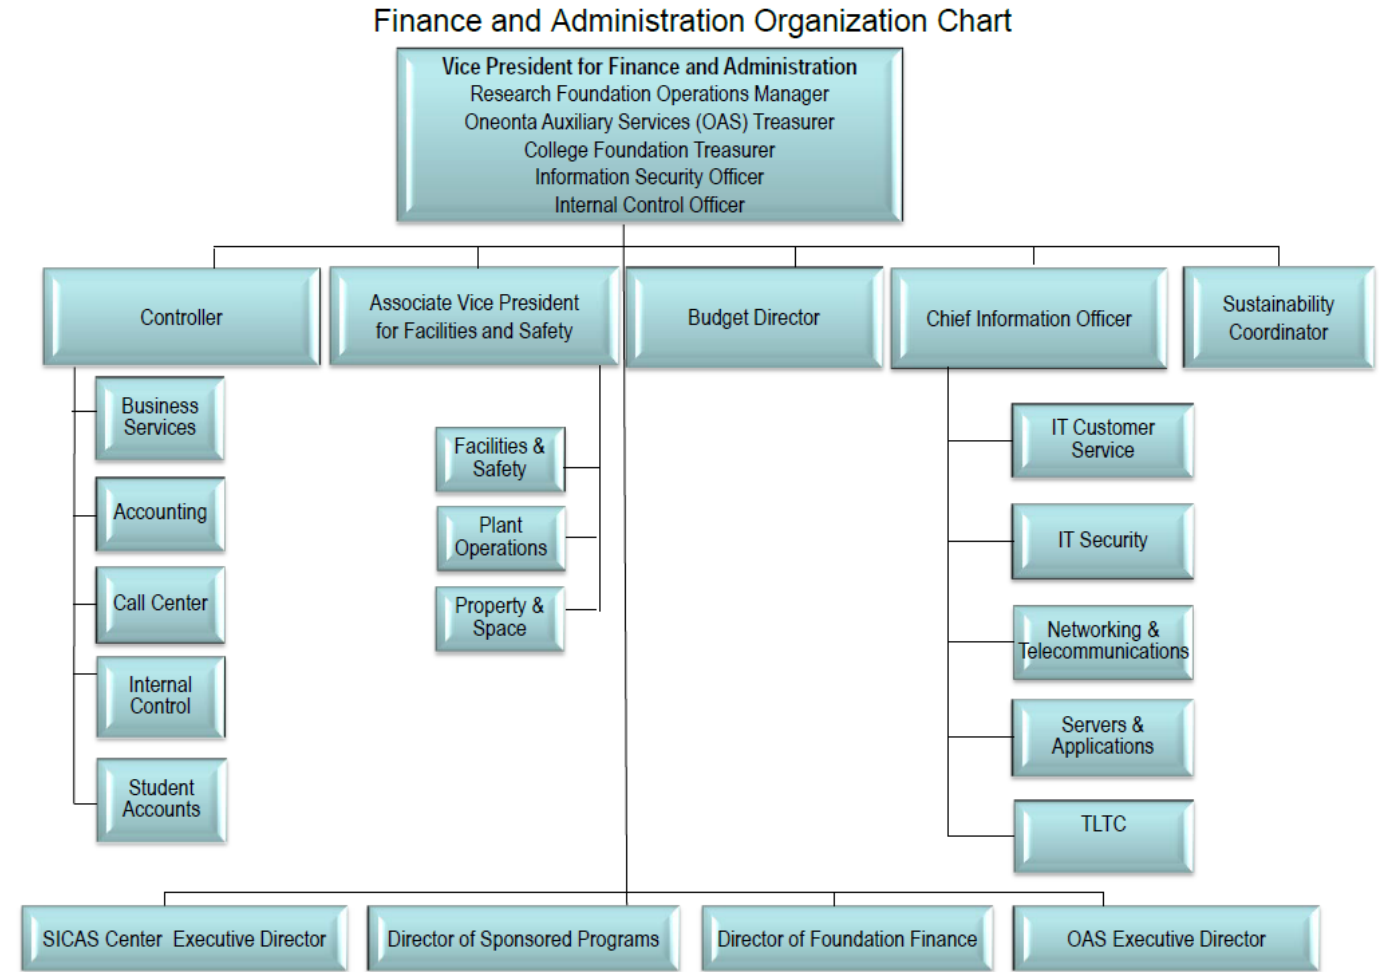 Finance and Administration Organization Chart
Vice President for Finance and Administration
Research Foundation Operations Manager
Oneonta Auxiliary Services (OAS) Treasurer
College Foundation Treasurer
Information Security Officer
Internal Control Officer
Controller
Associate Vice President
for Facilities and Safety
Budget Director
Chief Information Officer
Sustainability
Coordinator
Business
Services
Accounting
Call Center
Internal
Control
Student
Accounts
Facilities &
Safety
Plant
Operations
Property &
Space
IT Customer
Service
IT Security
Networking &
Telecommunications
Servers &
Applications
TLTC
SICAS Center  Executive Director
Director of Sponsored Programs
Director of Foundation Finance
OAS Executive Director